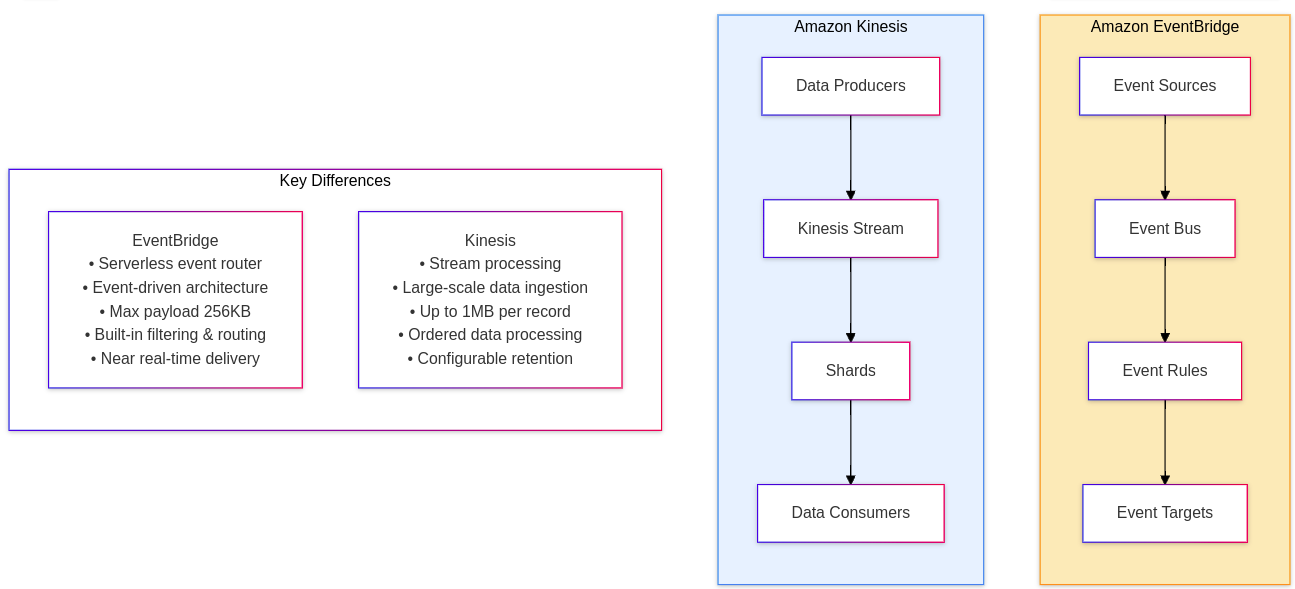 Key Differences
EventBridge
• Serverless event router
• Event-driven architecture
• Max payload 256KB
• Built-in filtering & routing
• Near real-time delivery
Kinesis
• Stream processing
• Large-scale data ingestion
• Up to 1MB per record
• Ordered data processing
• Configurable retention
Amazon Kinesis
Data Producers
Kinesis Stream
Shards
Data Consumers
Amazon EventBridge
Event Sources
Event Bus
Event Rules
Event Targets